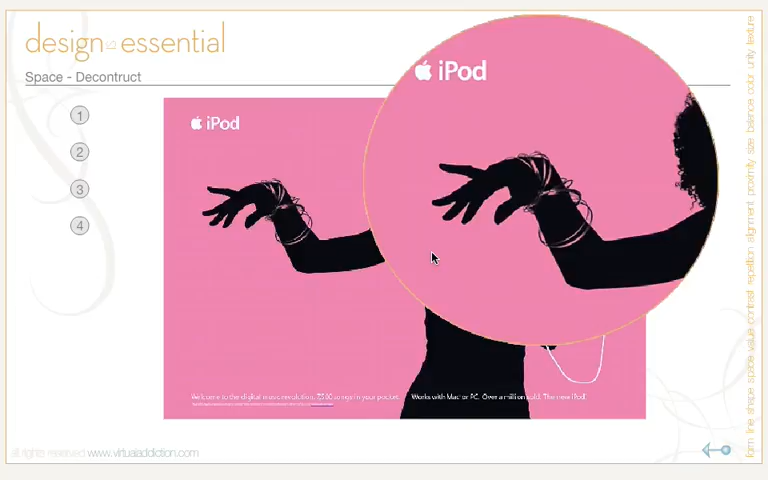 design is essential
Space - Decontruct
1
2
3
4
iPod
iPod
Welcome to the digital music revolution. 7,500 songs in your pocket. Works with Mac or PC. Over a million sold. The new iPod.
all rights reserved www.virtualaddiction.com
form line shape space value contrast repetition alignment proximity size balance color unity texture